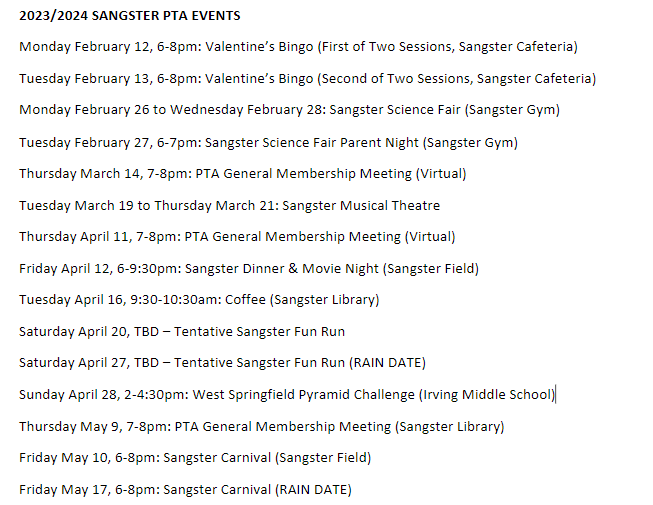 2023/2024 SANGSTER PTA EVENTS
Monday February 12, 6-8pm: Valentine’s Bingo (First of Two Sessions, Sangster Cafeteria)
Tuesday February 13, 6-8pm: Valentine’s Bingo (Second of Two Sessions, Sangster Cafeteria)
Monday February 26 to Wednesday February 28: Sangster Science Fair (Sangster Gym)
Tuesday February 27, 6-7pm: Sangster Science Fair Parent Night (Sangster Gym)
Thursday March 14, 7-8pm: PTA General Membership Meeting (Virtual)
Tuesday March 19 to Thursday March 21: Sangster Musical Theatre
Thursday April 11, 7-8pm: PTA General Membership Meeting (Virtual)
Friday April 12, 6-9:30pm: Sangster Dinner & Movie Night (Sangster Field)
Tuesday April 16, 9:30-10:30am: Coffee (Sangster Library)
Saturday April 20, TBD – Tentative Sangster Fun Run
Saturday April 27, TBD – Tentative Sangster Fun Run (RAIN DATE)
Sunday April 28, 2-4:30pm: West Springfield Pyramid Challenge (Irving Middle School)
Thursday May 9, 7-8pm: PTA General Membership Meeting (Sangster Library)
Friday May 10, 6-8pm: Sangster Carnival (Sangster Field)
Friday May 17, 6-8pm: Sangster Carnival (RAIN DATE)